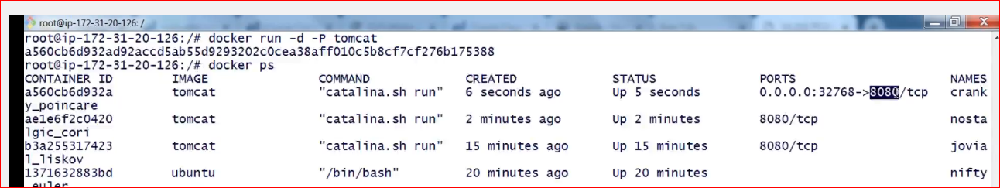 root@ip-172-31-20-126: /
root@ip-172-31-20-126:/# docker run -d -P tomcat
a560cb6d932ad92accd5ab55d9293202c0cea38aff010c5b8cf7cf276b175388
root@ip-172-31-20-126:/# docker ps
CONTAINER ID IMAGE COMMAND CREATED STATUS PORTS NAMES
a560cb6d932a tomcat "catalina.sh run" 6 seconds ago Up 5 seconds 0.0.0.0:32768->8080/tcp crank
y_poincare
ae1e6f2c0420 tomcat "catalina.sh run" 2 minutes ago Up 2 minutes 8080/tcp nosta
lgic_cori
b3a255317423 tomcat "catalina.sh run" 15 minutes ago Up 15 minutes 8080/tcp jovia
l_liskov
1371632883bd ubuntu "/bin/bash" 20 minutes ago Up 20 minutes nifty
_euler